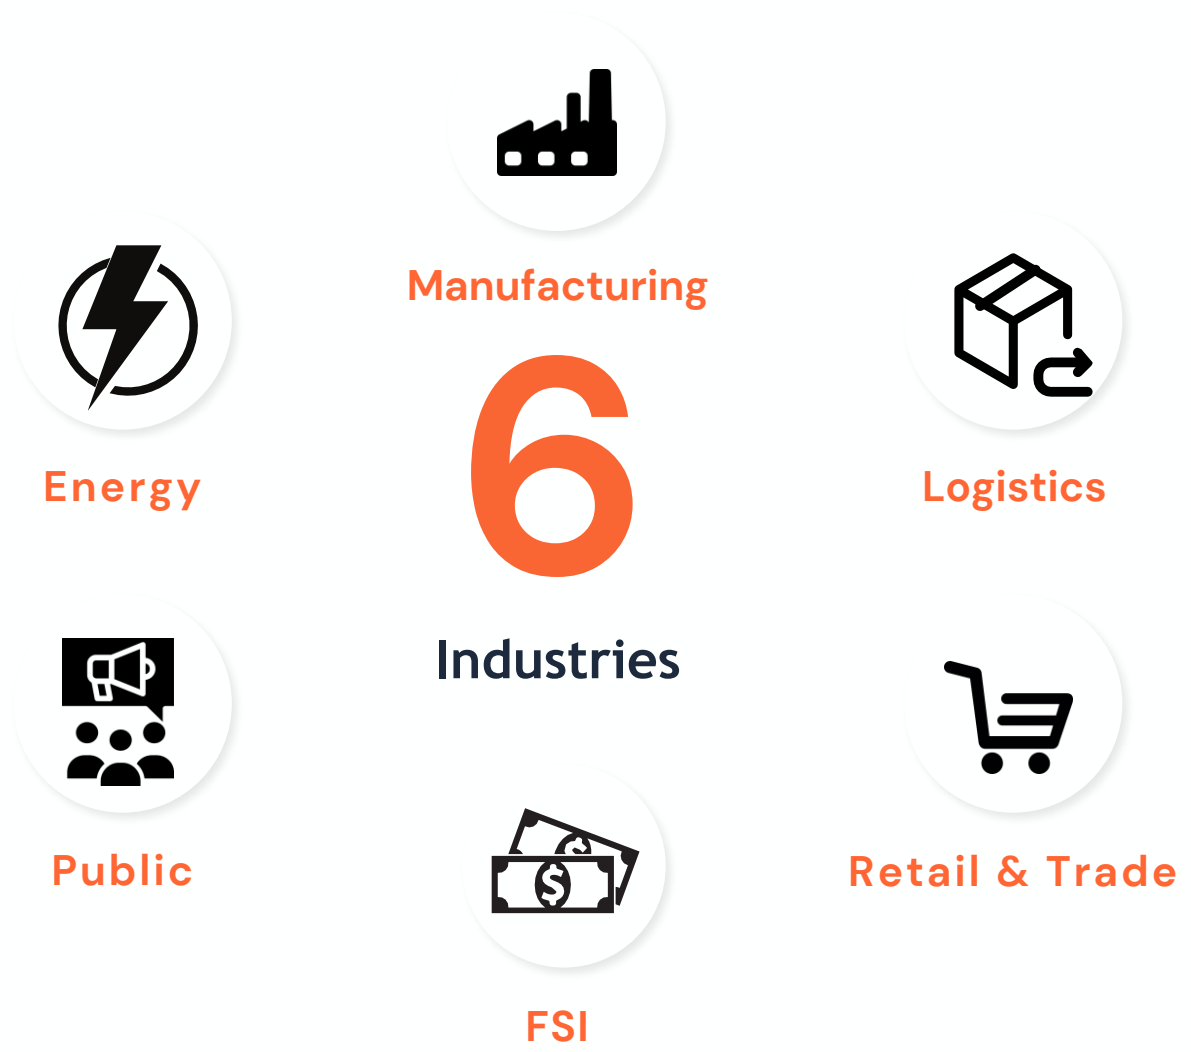 Manufacturing
Energy
Logistics
6
Industries
Public
Retail & Trade
FSI